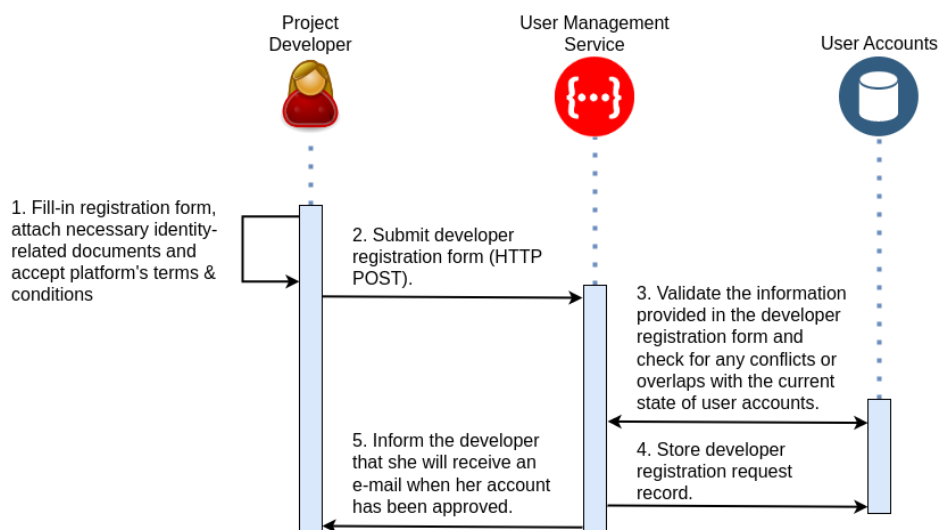 Project
Developer
User Management
Service
User Accounts
{...}
1. Fill-in registration form,
attach necessary identity-
related documents and
accept platform's terms &
conditions
2. Submit developer
registration form (HTTP
POST).
3. Validate the information
provided in the developer
registration form and
check for any conflicts or
overlaps with the current
state of user accounts.
4. Store developer
registration request
record.
5. Inform the developer
that she will receive an
e-mail when her account
has been approved.